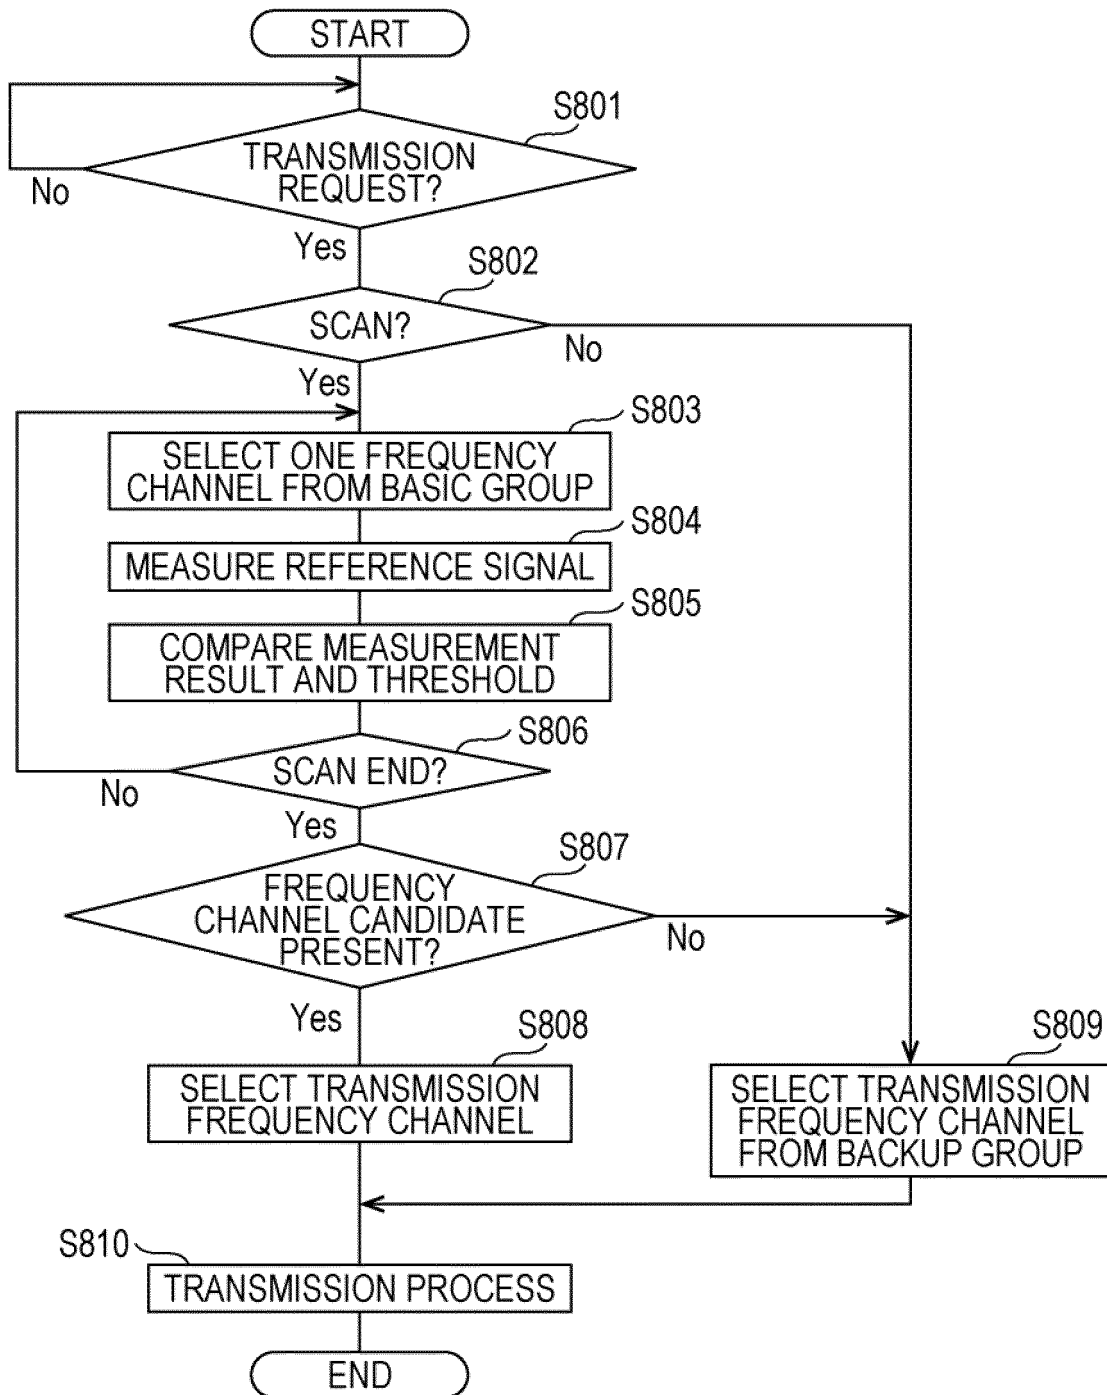 START
S801
TRANSMISSION
REQUEST?
No
Yes
S802
SCAN?
No
Yes
S803
SELECT ONE FREQUENCY
CHANNEL FROM BASIC GROUP
S804
MEASURE REFERENCE SIGNAL
S805
COMPARE MEASUREMENT
RESULT AND THRESHOLD
S806
SCAN END?
No
Yes
S807
FREQUENCY
CHANNEL CANDIDATE
PRESENT?
No
Yes
S808
SELECT TRANSMISSION
FREQUENCY CHANNEL
S809
SELECT TRANSMISSION
FREQUENCY CHANNEL
FROM BACKUP GROUP
S810
TRANSMISSION PROCESS
END